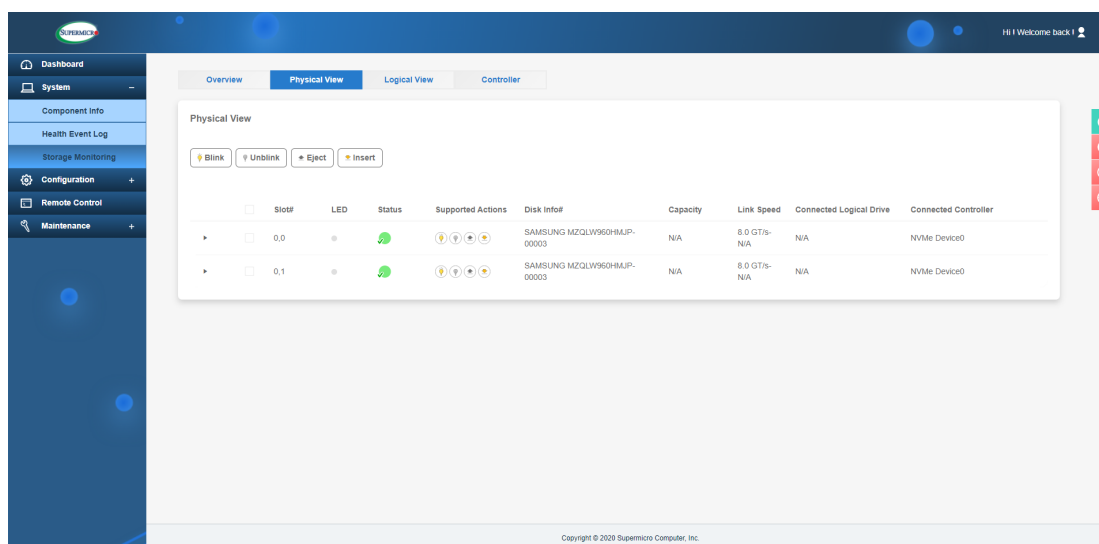 SUPERMICRO
Hi ! Welcome back !
Dashboard
System −
Component Info
Health Event Log
Storage Monitoring
Configuration +
Remote Control
Maintenance +
Overview Physical View Logical View Controller
Physical View
Blink Unblink Eject Insert
Slot# LED Status Supported Actions Disk Info# Capacity Link Speed Connected Logical Drive Connected Controller
0,0 SAMSUNG MZQLW960HMJP-00003 N/A 8.0 GT/s-N/A N/A NVMe Device0
0,1 SAMSUNG MZQLW960HMJP-00003 N/A 8.0 GT/s-N/A N/A NVMe Device0
Copyright © 2020 Supermicro Computer, Inc.